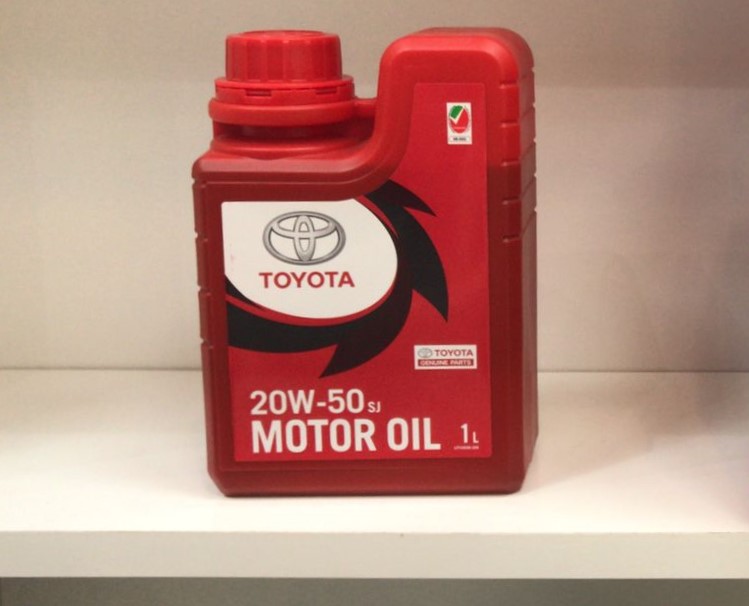 TOYOTA
TOYOTA
GENUINE PARTS
20W-50 SJ
MOTOR OIL 1L